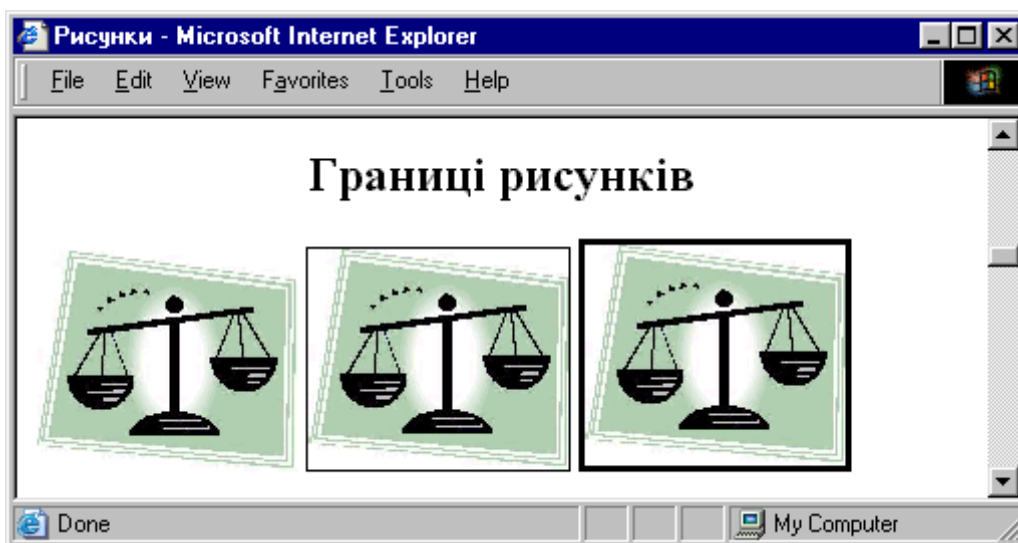 Рисунки - Microsoft Internet Explorer
File Edit View Favorites Tools Help
Границі рисунків
Done My Computer